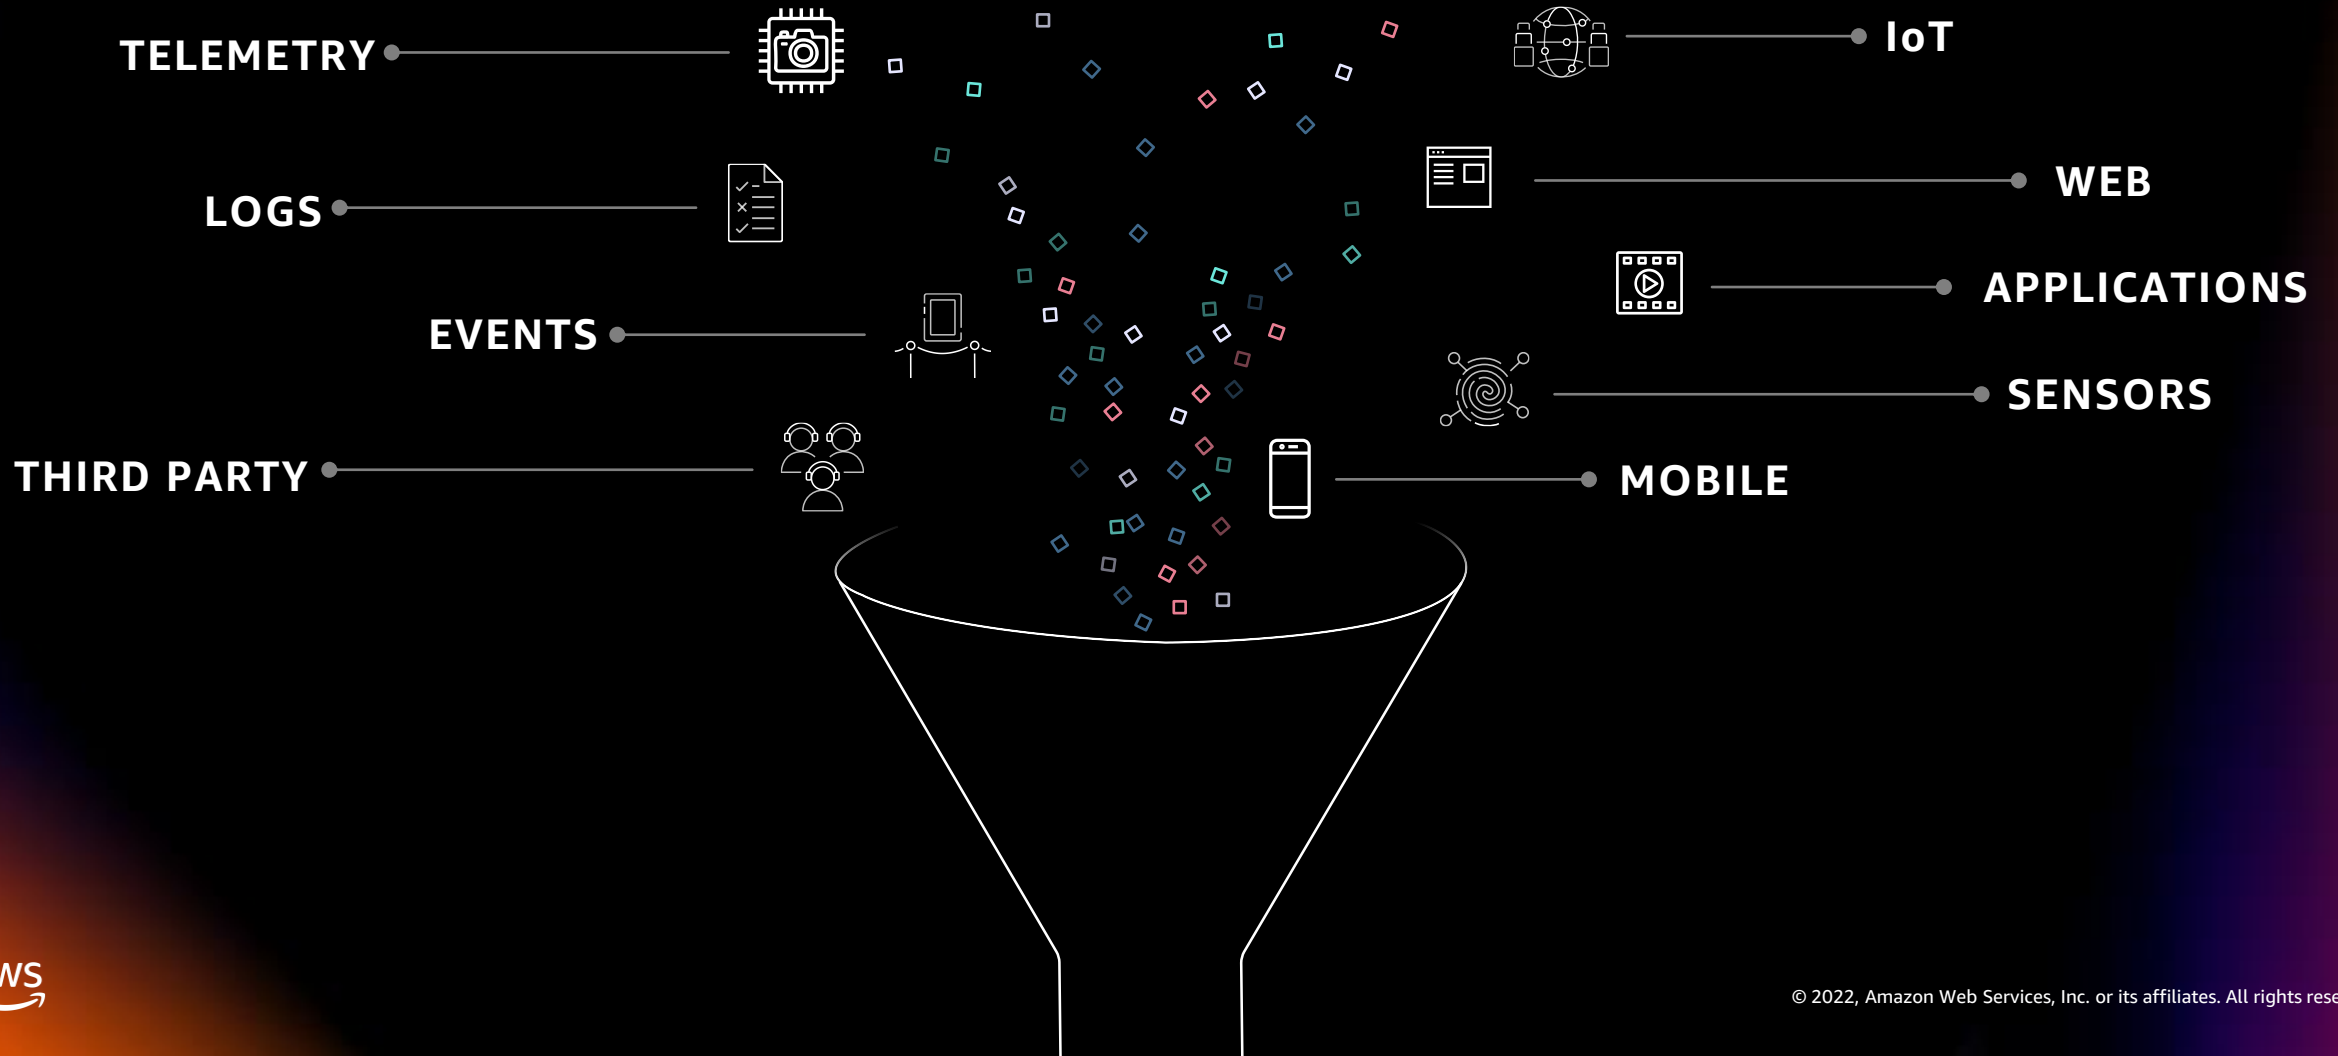 TELEMETRY
LOGS
EVENTS
THIRD PARTY
IoT
WEB
APPLICATIONS
SENSORS
MOBILE
© 2022, Amazon Web Services, Inc. or its affiliates. All rights